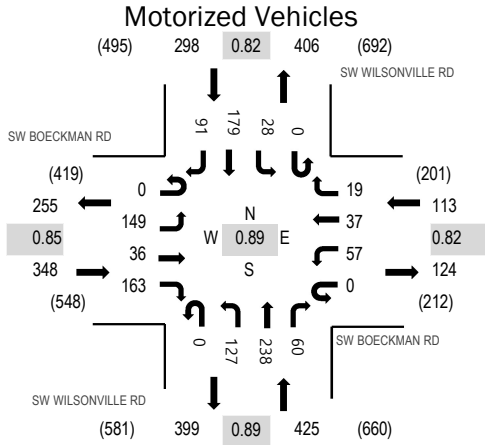 Motorized Vehicles
(495) 298 0.82 406 (692)
SW WILSONVILLE RD
SW BOECKMAN RD
91 179 28 0
(419) (201)
0 19
255 113
149 37
N
0.85 W 0.89 E 0.82
36 57
S
348 124
163 0
(548) (212)
0 127 238 60
SW BOECKMAN RD
SW WILSONVILLE RD
(581) 399 0.89 425 (660)